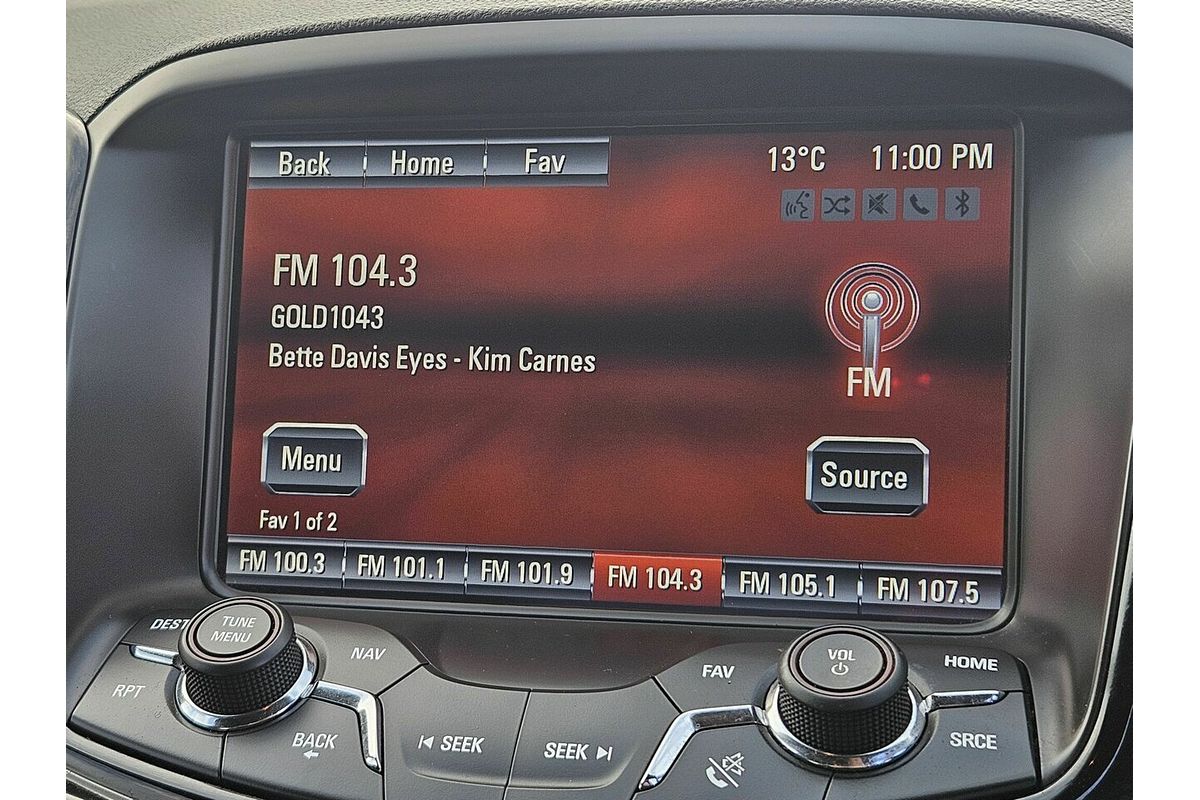 Back Home Fav 13°C 11:00 PM
FM 104.3
GOLD1043
Bette Davis Eyes - Kim Carnes
FM
Menu
Source
Fav 1 of 2
FM 100.3 FM 101.1 FM 101.9 FM 104.3 FM 105.1 FM 107.5
DEST
TUNE
MENU
NAV
RPT
BACK
SEEK
SEEK
FAV
VOL
HOME
SRCE